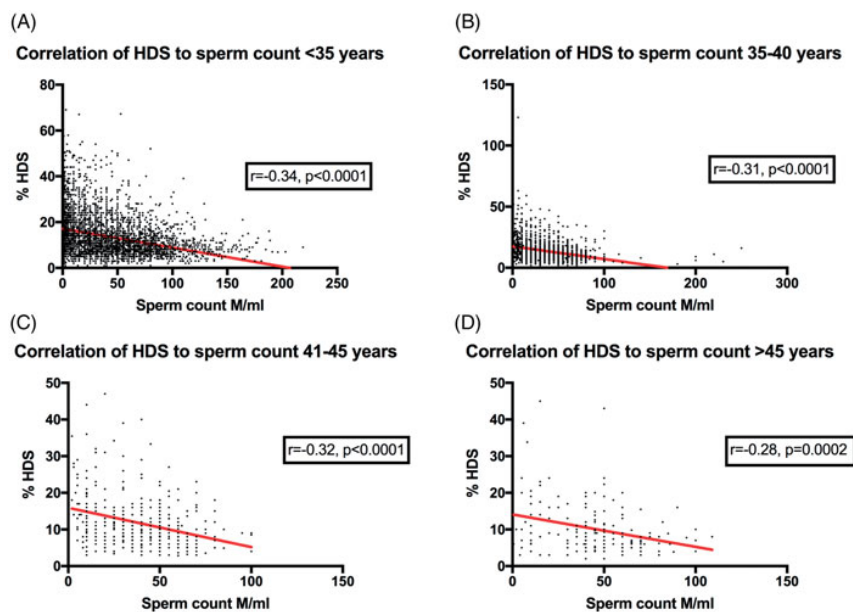 (A)
Correlation of HDS to sperm count <35 years
80
60
40
20
0
% HDS
r=-0.34, p<0.0001
0 50 100 150 200 250
Sperm count M/ml
(B)
Correlation of HDS to sperm count 35-40 years
150
100
50
0
% HDS
r=-0.31, p<0.0001
0 100 200 300
Sperm count M/ml
(C)
Correlation of HDS to sperm count 41-45 years
50
40
30
20
10
0
% HDS
r=-0.32, p<0.0001
0 50 100 150
Sperm count M/ml
(D)
Correlation of HDS to sperm count >45 years
50
40
30
20
10
0
% HDS
r=-0.28, p=0.0002
0 50 100 150
Sperm count M/ml